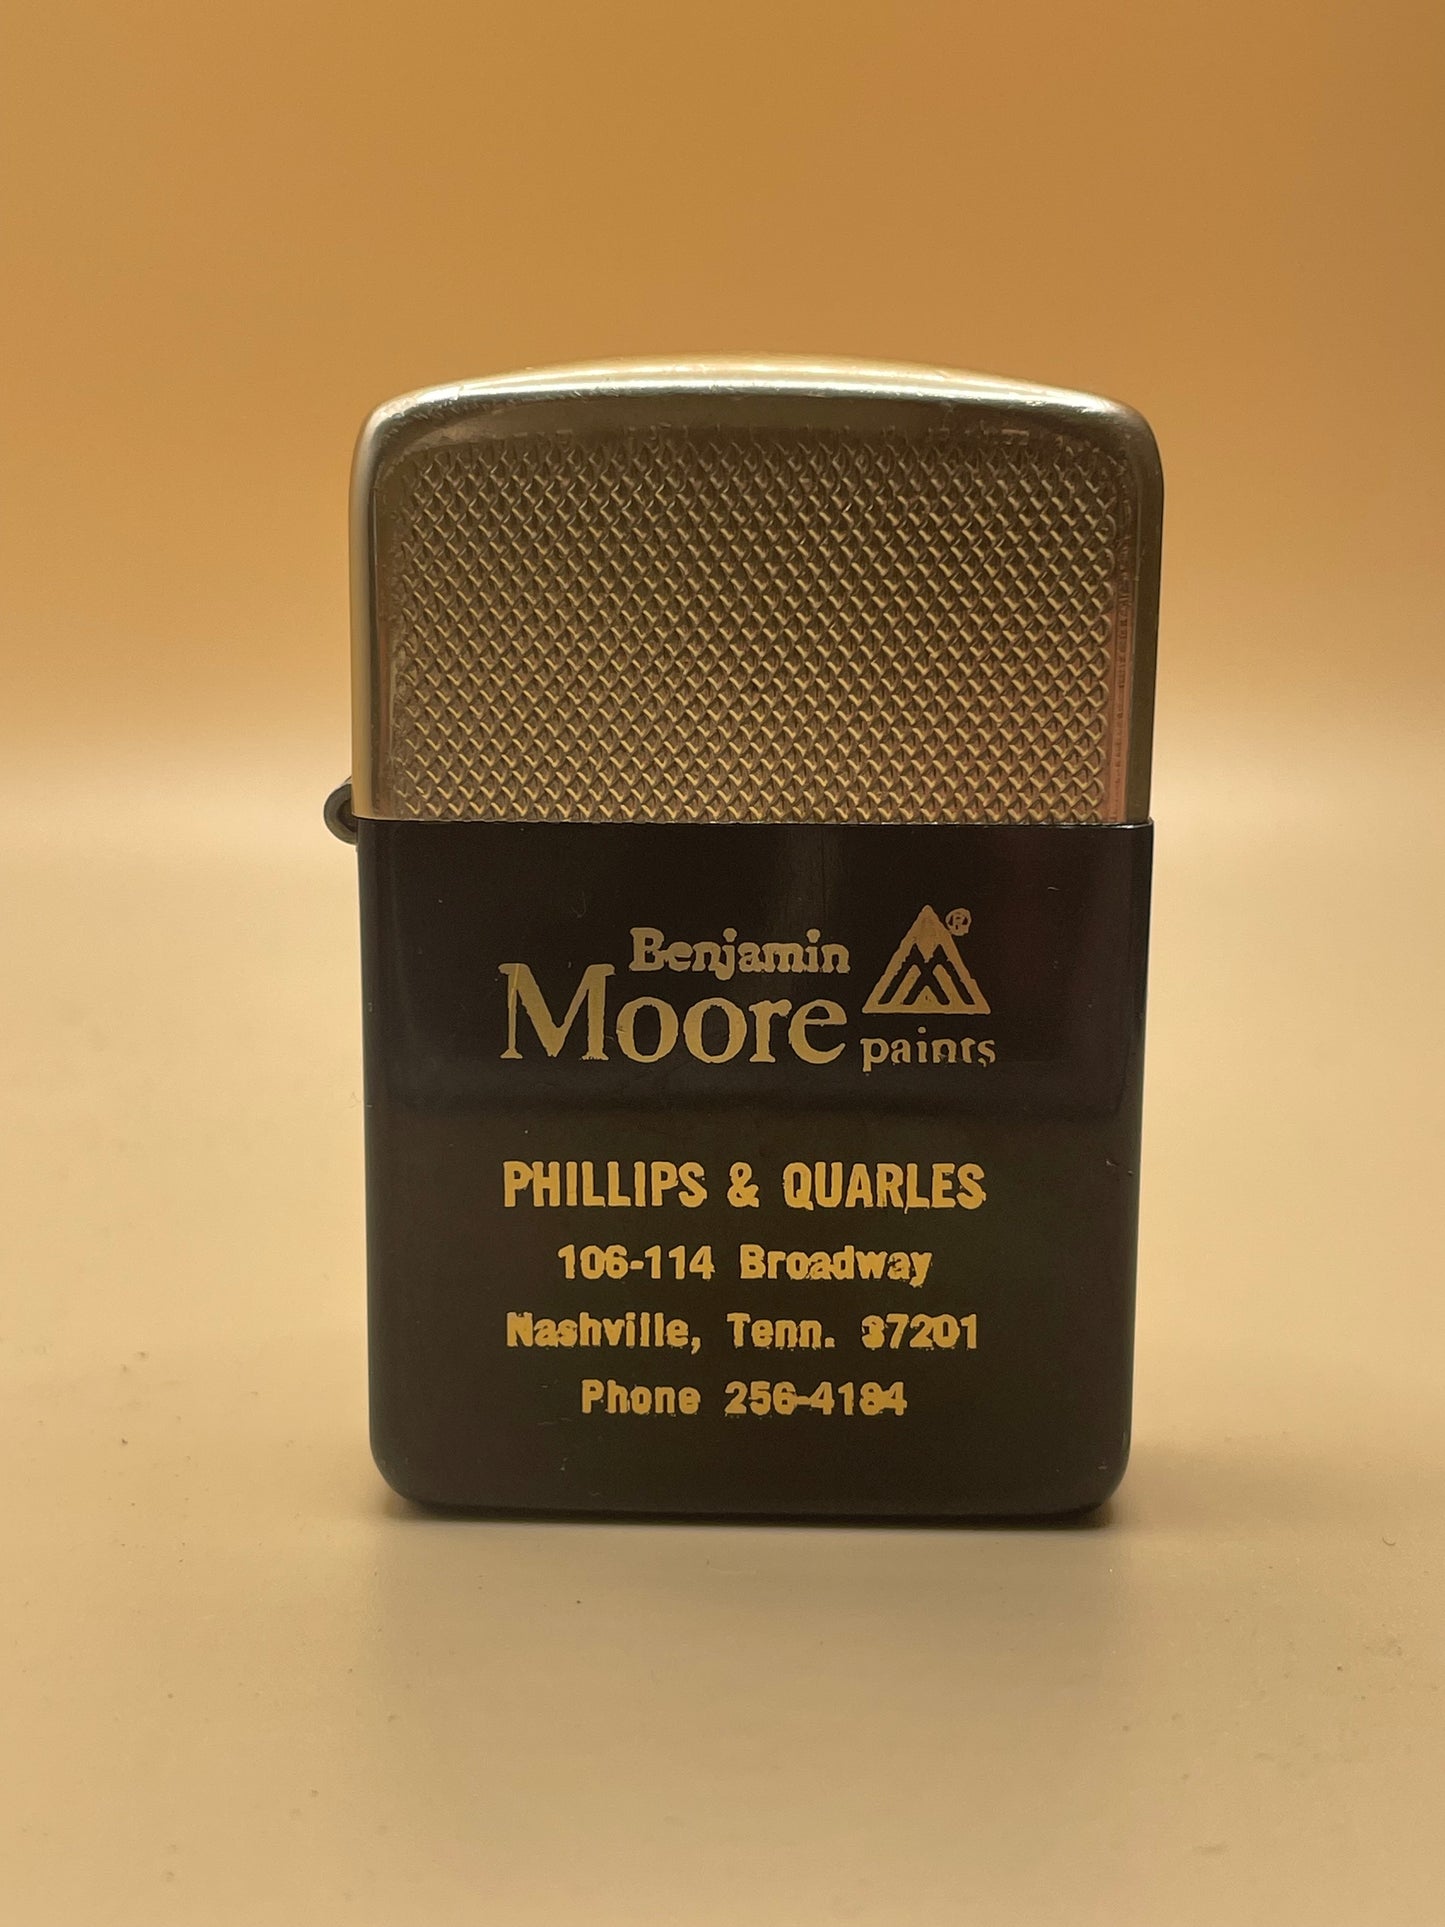 Benjamin
Moore paints ®
PHILLIPS & QUARLES
106-114 Broadway
Nashville, Tenn. 37201
Phone 256-4184